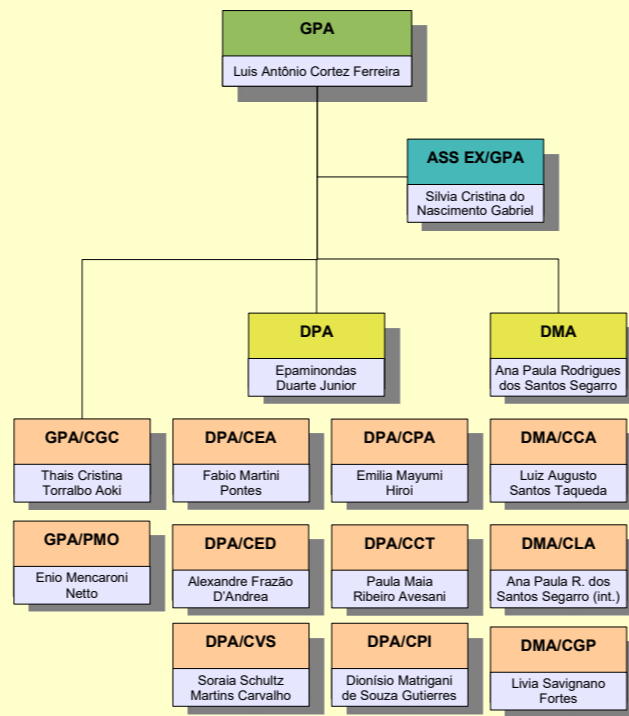 GPA
Luis Antônio Cortez Ferreira
ASS EX/GPA
Silvia Cristina do
Nascimento Gabriel
DPA
Epaminondas
Duarte Junior
DMA
Ana Paula Rodrigues
dos Santos Segarro
GPA/CGC
Thais Cristina
Torralbo Aoki
DPA/CEA
Fabio Martini
Pontes
DPA/CPA
Emilia Mayumi
Hiroi
DMA/CCA
Luiz Augusto
Santos Taqueda
GPA/PMO
Enio Mencaroni
Netto
DPA/CED
Alexandre Frazão
D'Andrea
DPA/CCT
Paula Maia
Ribeiro Avesani
DMA/CLA
Ana Paula R. dos
Santos Segarro (int.)
DPA/CVS
Soraia Schultz
Martins Carvalho
DPA/CPI
Dionísio Matrigani
de Souza Gutierres
DMA/CGP
Livia Savignano
Fortes